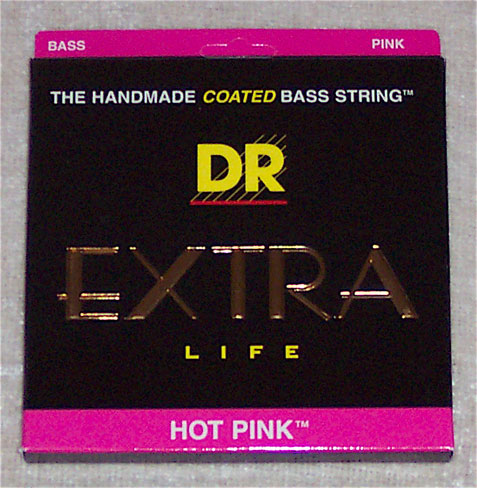 BASS PINK
THE HANDMADE COATED BASS STRING™
DR
EXTRA
LIFE
HOT PINK™